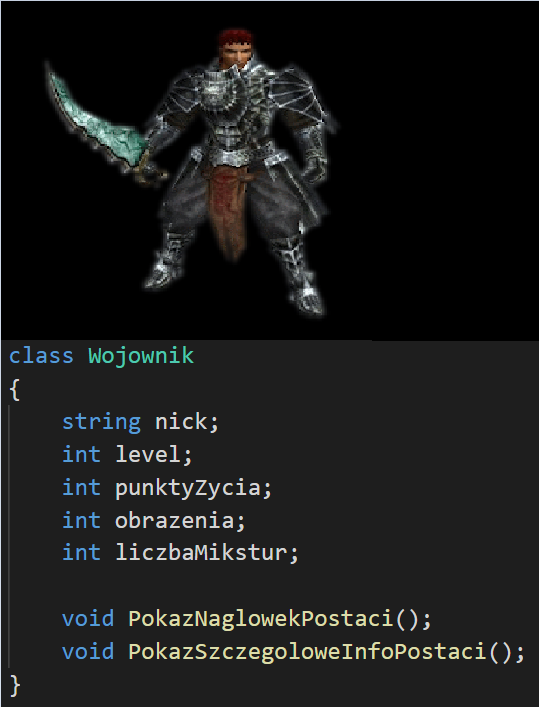 class Wojownik
{
string nick;
int level;
int punktyZycia;
int obrazenia;
int liczbaMikstur;
void PokazNaglowekPostaci();
void PokazSzczegoloweInfoPostaci();
}